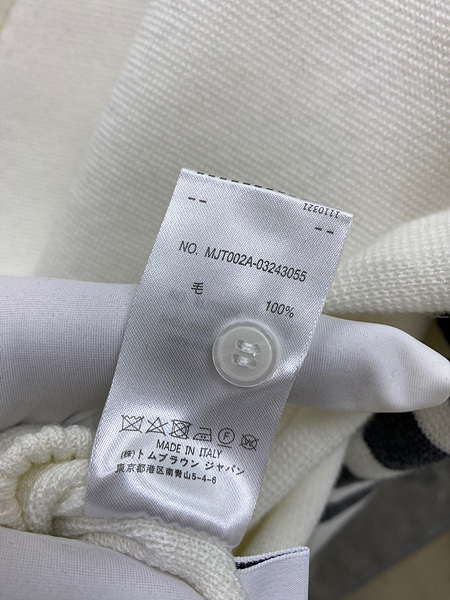 1110321
-- --
NO. MJT002A-03243055
毛 100%
MADE IN ITALY
(株)トムブラウン ジャパン
東京都港区南青山5-4-6